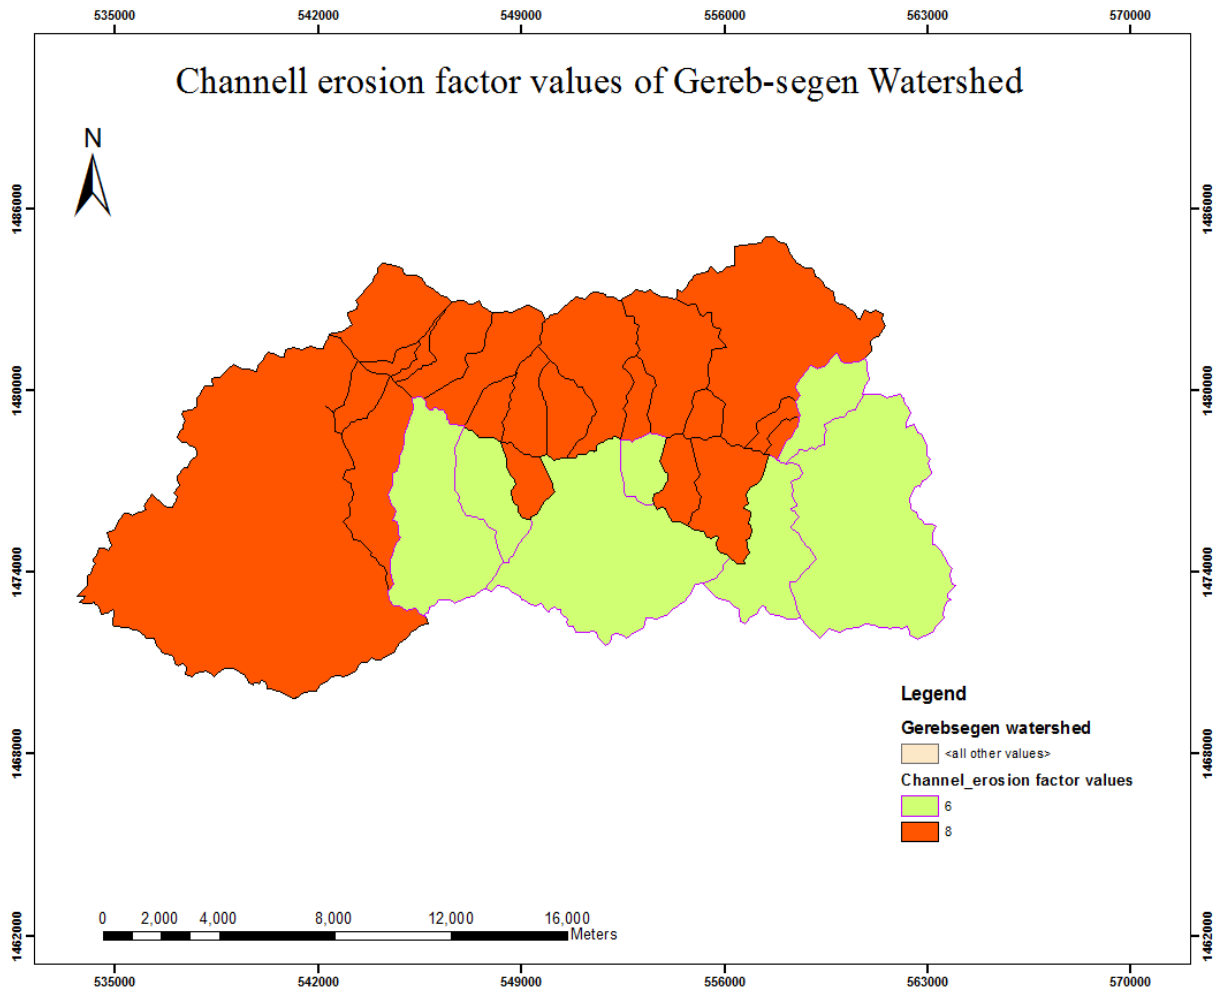 535000 542000 549000 556000 563000 570000
Channell erosion factor values of Gereb-segen Watershed
N
1486000 1486000
1480000 1480000
1474000 1474000
Legend
Gerebsegen watershed
<all other values>
1468000 1468000
Channel_erosion factor values
6
8
0 2,000 4,000 8,000 12,000 16,000
Meters
1462000 1462000
535000 542000 549000 556000 563000 570000